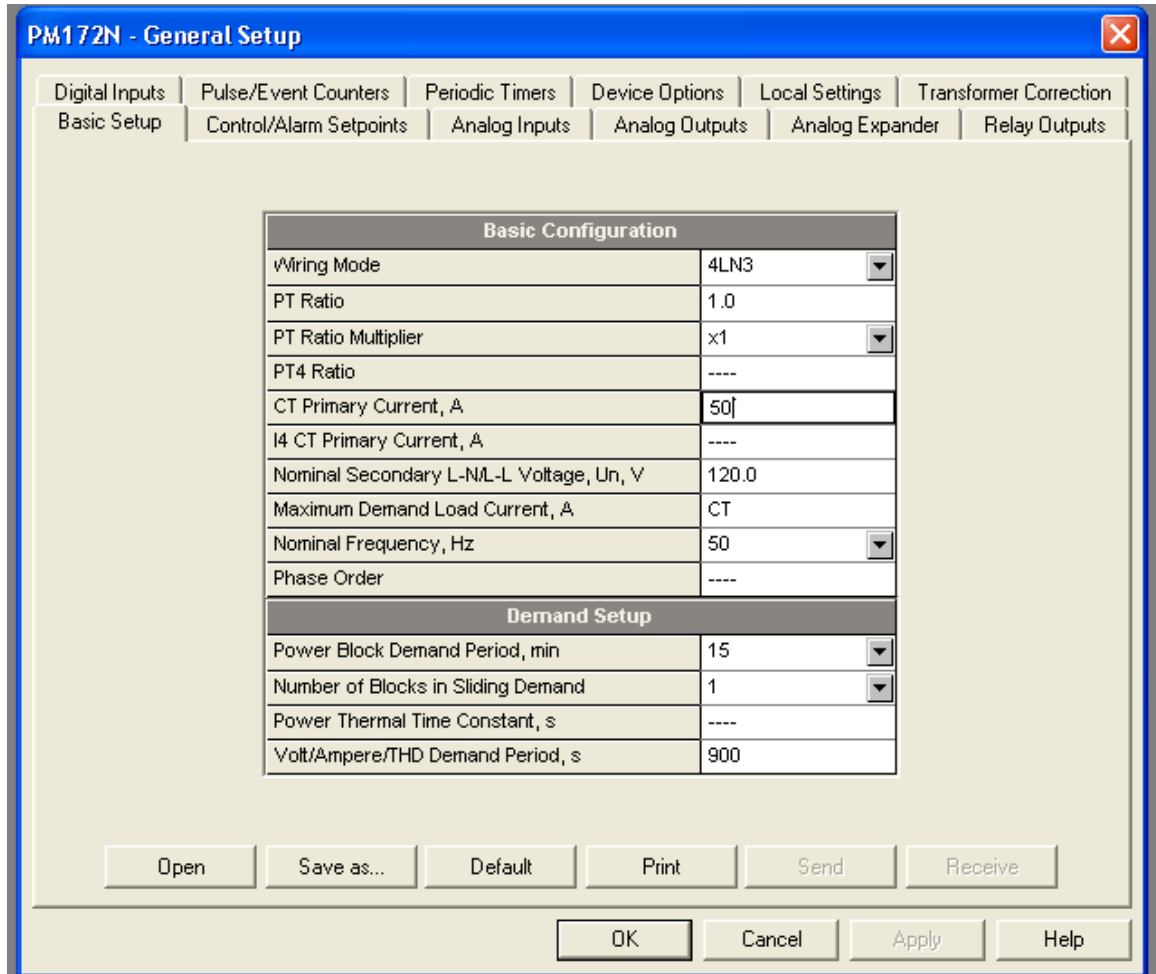 PM172N - General Setup
Digital Inputs Pulse/Event Counters Periodic Timers Device Options Local Settings Transformer Correction
Basic Setup Control/Alarm Setpoints Analog Inputs Analog Outputs Analog Expander Relay Outputs
Basic Configuration
Wiring Mode 4LN3
PT Ratio 1.0
PT Ratio Multiplier x1
PT4 Ratio ----
CT Primary Current, A 50
I4 CT Primary Current, A ----
Nominal Secondary L-N/L-L Voltage, Un, V 120.0
Maximum Demand Load Current, A CT
Nominal Frequency, Hz 50
Phase Order ----
Demand Setup
Power Block Demand Period, min 15
Number of Blocks in Sliding Demand 1
Power Thermal Time Constant, s ----
Volt/Ampere/THD Demand Period, s 900
Open Save as... Default Print Send Receive
OK Cancel Apply Help